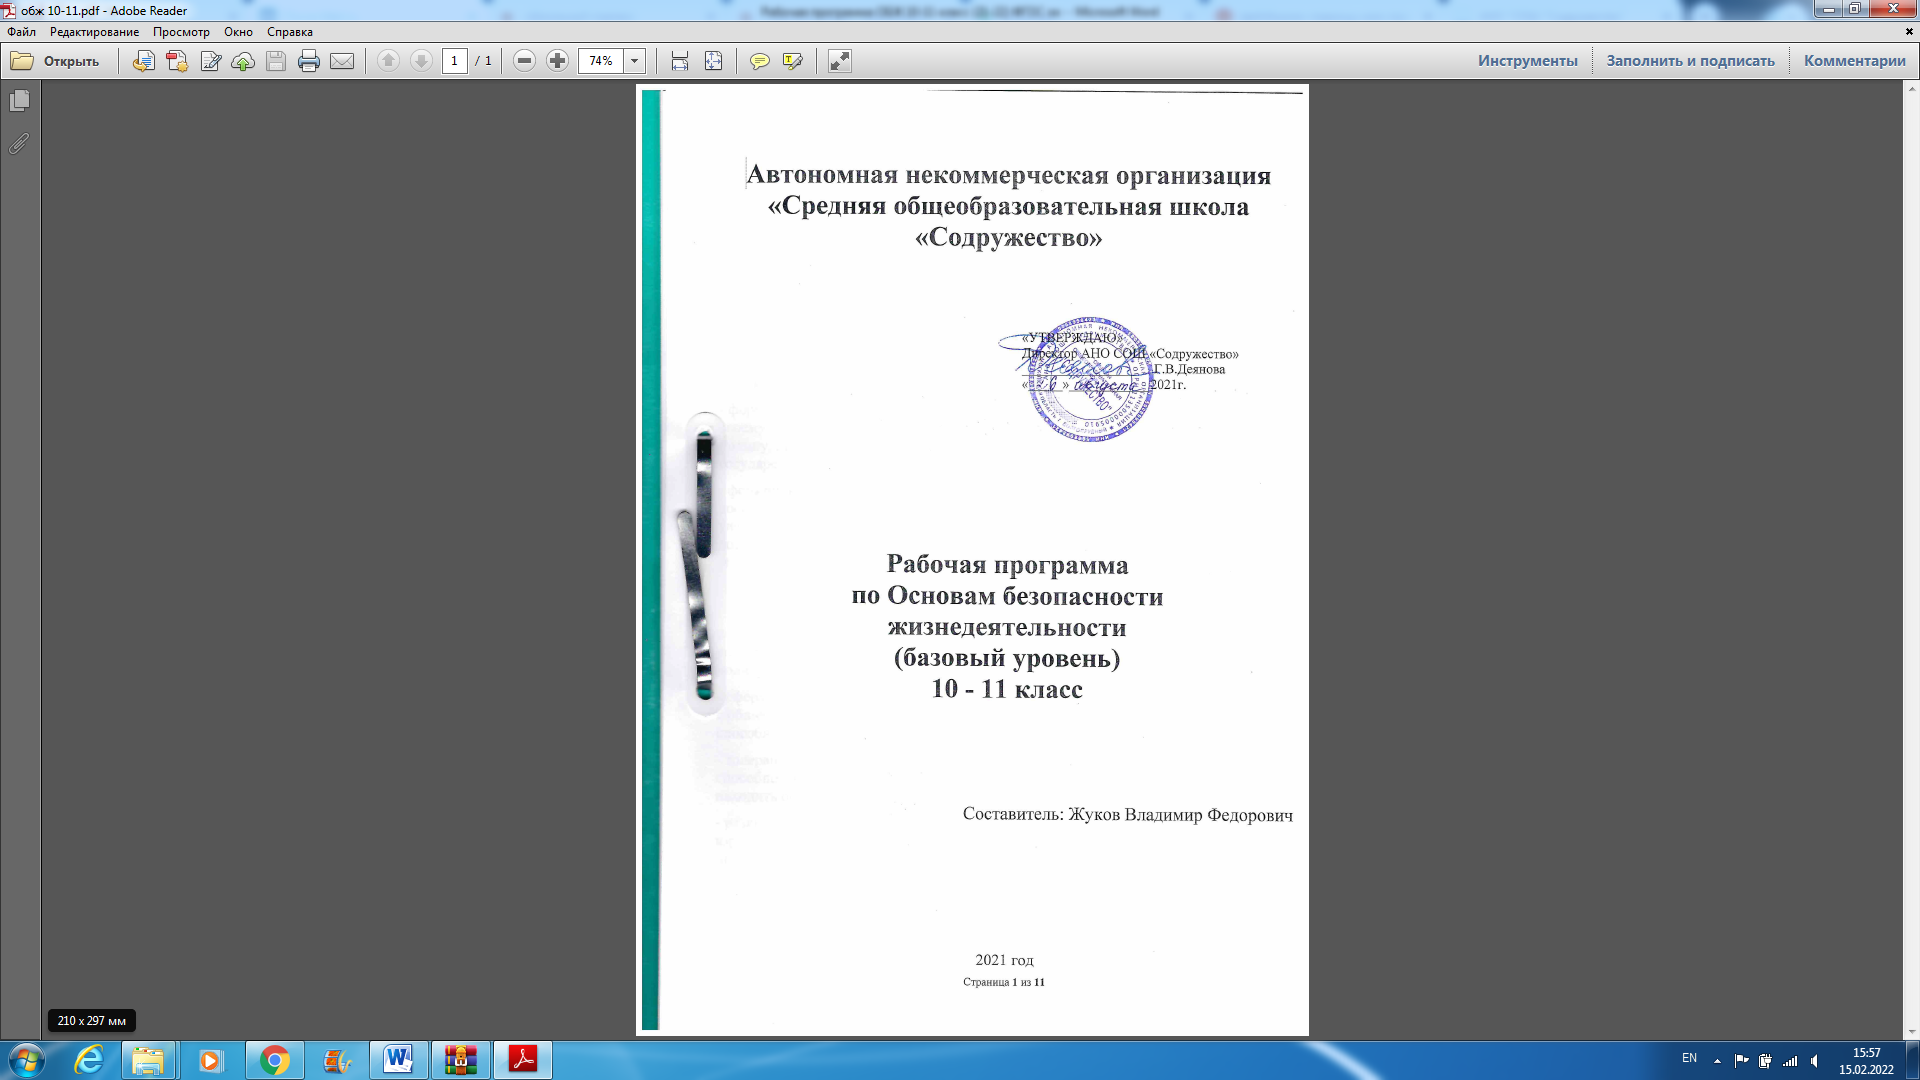 обж 10-11.pdf - Adobe Reader
Файл Редактирование Просмотр Окно Справка
Открыть 1 / 1 74% Инструменты Заполнить и подписать Комментарии
Автономная некоммерческая организация
«Средняя общеобразовательная школа
«Содружество»
«УТВЕРЖДАЮ»
Директор АНО СОШ «Содружество»
Г.В.Деянова
«26» августа 2021г.
Рабочая программа
по Основам безопасности
жизнедеятельности
(базовый уровень)
10 - 11 класс
Составитель: Жуков Владимир Федорович
2021 год
Страница 1 из 11
210 x 297 мм
EN
15:57
15.02.2022